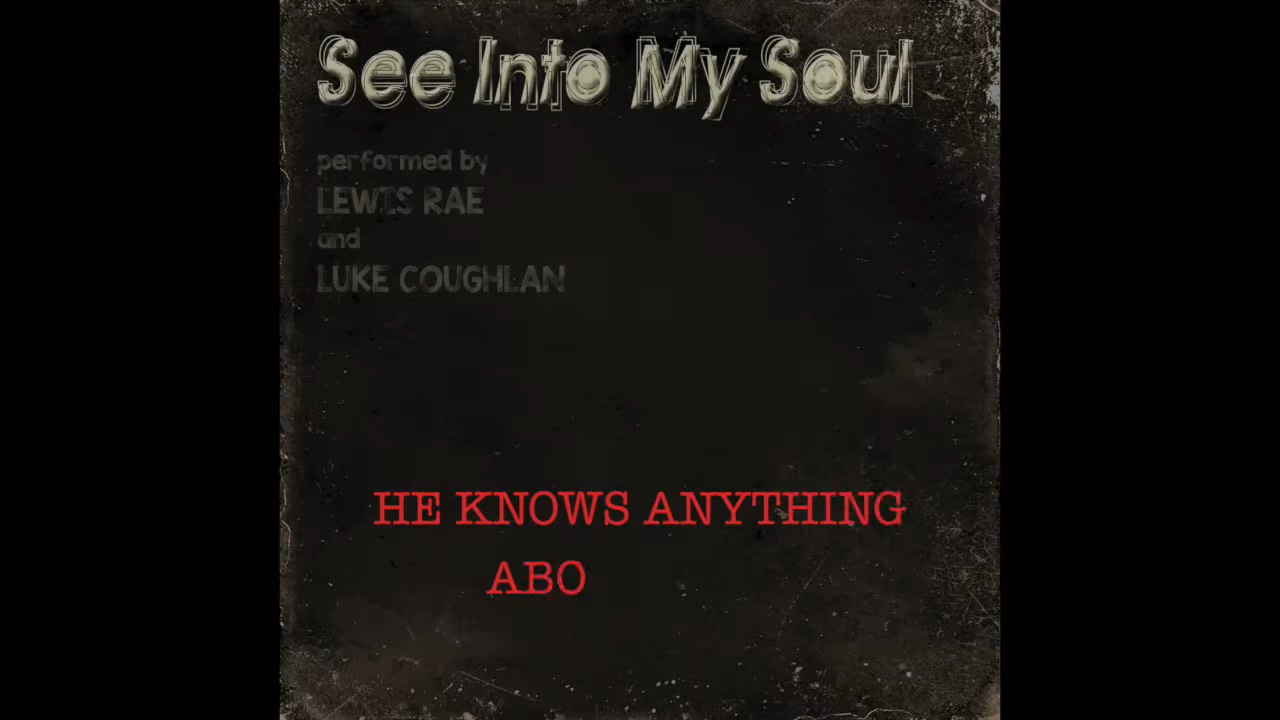 See Into My Soul
performed by
LEWIS RAE
and
LUKE COUGHLAN
HE KNOWS ANYTHING
ABO